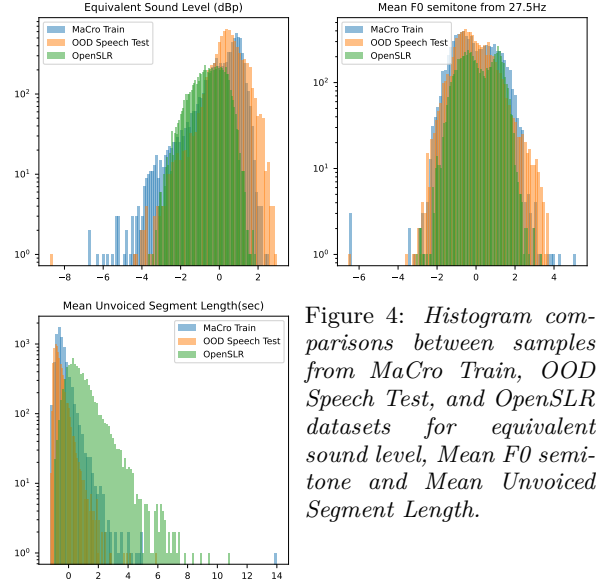 Equivalent Sound Level (dBp)
MaCro Train
OOD Speech Test
OpenSLR
10²
10¹
10⁰
−8 −6 −4 −2 0 2
Mean F0 semitone from 27.5Hz
MaCro Train
OOD Speech Test
OpenSLR
10²
10¹
10⁰
−6 −4 −2 0 2 4
Mean Unvoiced Segment Length(sec)
MaCro Train
OOD Speech Test
OpenSLR
10³
10²
10¹
10⁰
0 2 4 6 8 10 12 14
Figure 4: Histogram com-
parisons between samples
from MaCro Train, OOD
Speech Test, and OpenSLR
datasets for equivalent
sound level, Mean F0 semi-
tone and Mean Unvoiced
Segment Length.